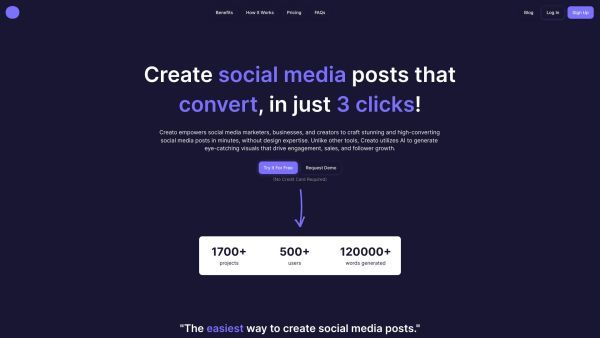 Benefits How It Works Pricing FAQs Blog Log In Sign Up
Create social media posts that
convert, in just 3 clicks!
Creato empowers social media marketers, businesses, and creators to craft stunning and high-converting
social media posts in minutes, without design expertise. Unlike other tools, Creato utilizes AI to generate
eye-catching visuals that drive engagement, sales, and follower growth.
Try It For Free Request Demo
(No Credit Card Required)
1700+ 500+ 120000+
projects users words generated
"The easiest way to create social media posts."